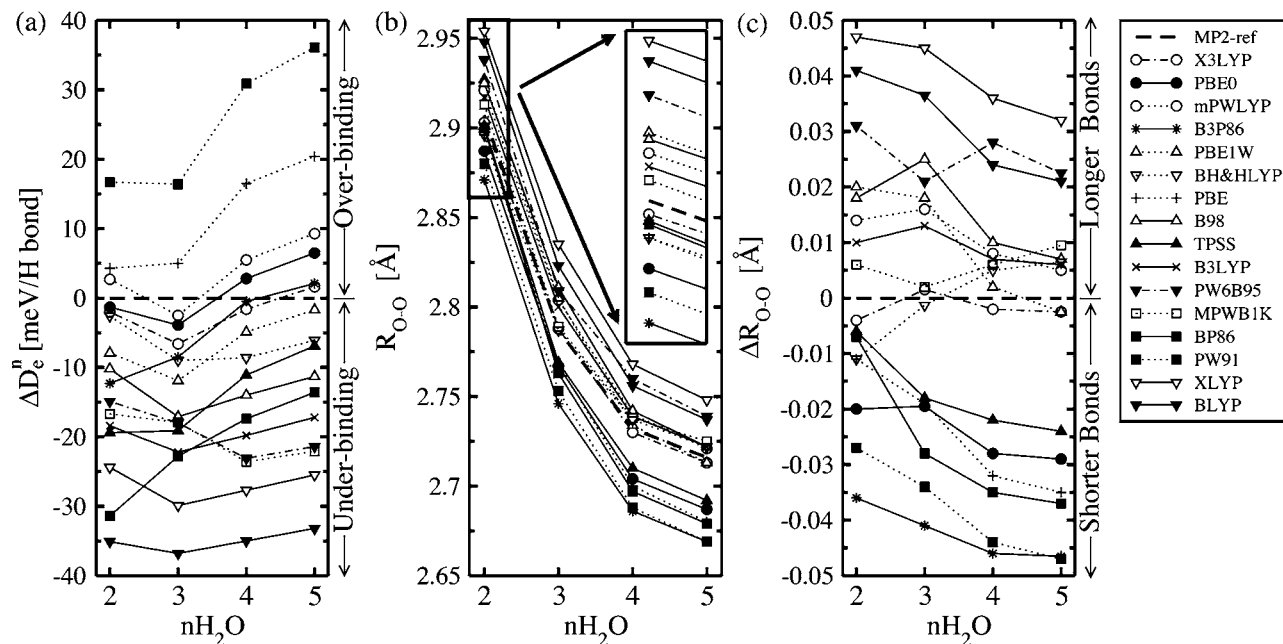 (a)
ΔDₑⁿ [meV/H bond]
40
30
20
10
0
-10
-20
-30
-40
2 3 4 5
nH₂O
Over-binding
Under-binding
(b)
R_O-O [Å]
2.95
2.9
2.85
2.8
2.75
2.7
2.65
2 3 4 5
nH₂O
(c)
ΔR_O-O [Å]
0.05
0.04
0.03
0.02
0.01
0
-0.01
-0.02
-0.03
-0.04
-0.05
2 3 4 5
nH₂O
Longer Bonds
Shorter Bonds
MP2-ref
X3LYP
PBE0
mPWLYP
B3P86
PBE1W
BH&HLYP
PBE
B98
TPSS
B3LYP
PW6B95
MPWB1K
BP86
PW91
XLYP
BLYP